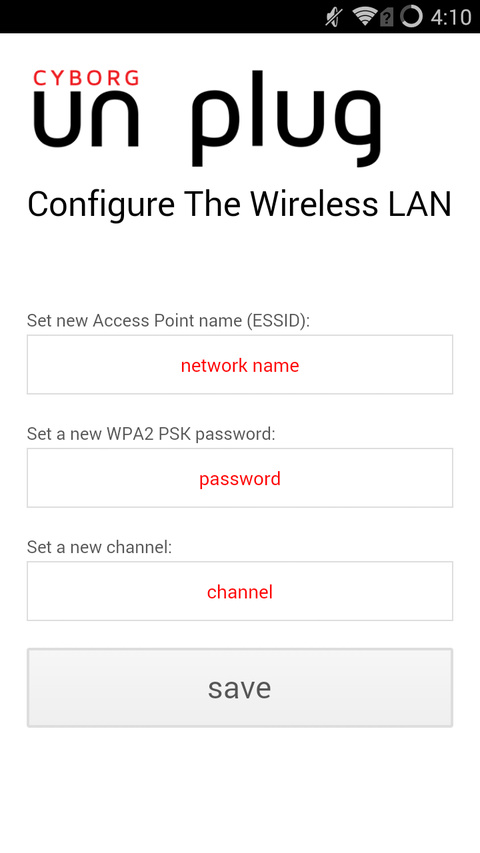 4:10
CYBORG
un plug
Configure The Wireless LAN
Set new Access Point name (ESSID):
network name
Set a new WPA2 PSK password:
password
Set a new channel:
channel
save